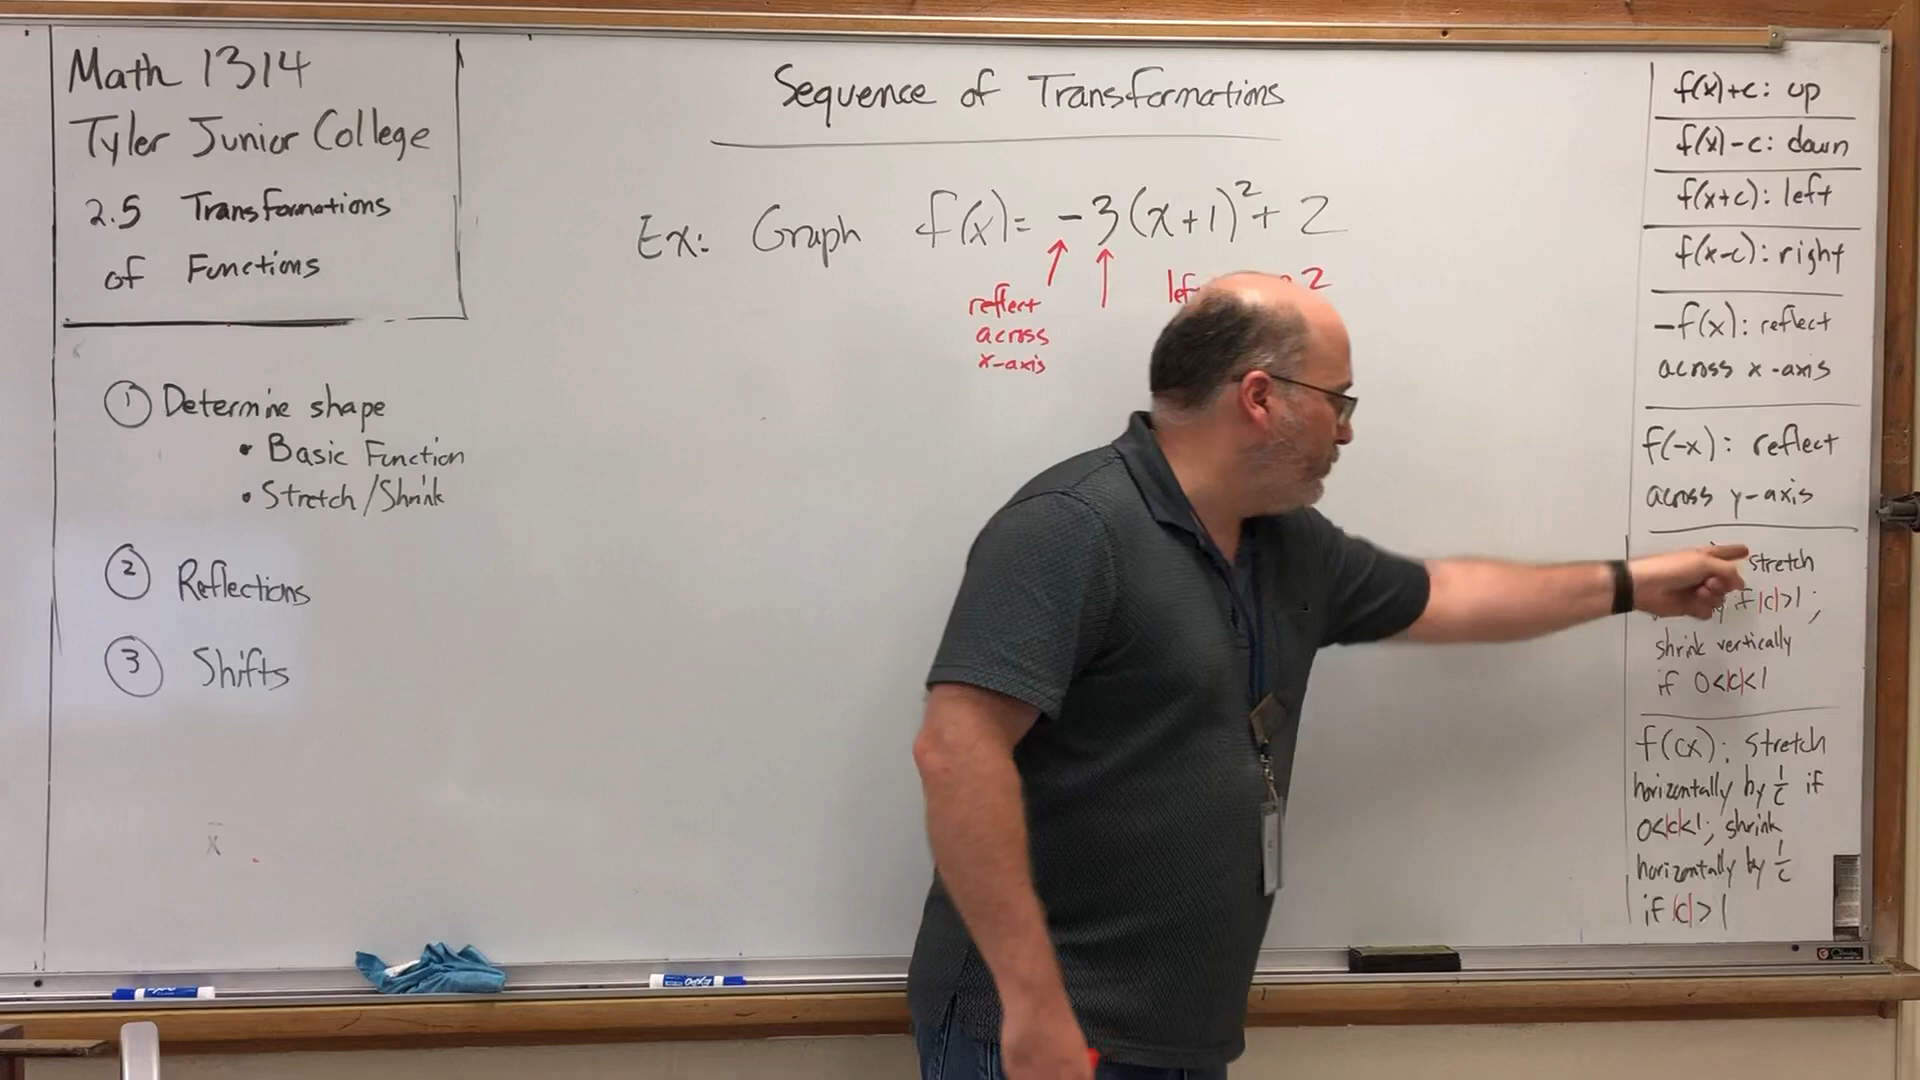 Math 1314
Tyler Junior College
2.5 Transformations
of Functions
① Determine shape
• Basic Function
• Stretch/Shrink
② Reflections
③ Shifts
Sequence of Transformations
Ex: Graph f(x)= -3(x+1)²+2
reflect
across
x-axis
2
f(x)+c: up
f(x)-c: down
f(x+c): left
f(x-c): right
-f(x): reflect
across x-axis
f(-x): reflect
across y-axis
stretch
if |c|>1;
shrink vertically
if 0<|c|<1
f(cx): stretch
horizontally by 1/c if
0<|c|<1; shrink
horizontally by 1/c
if |c|>1
EXPO